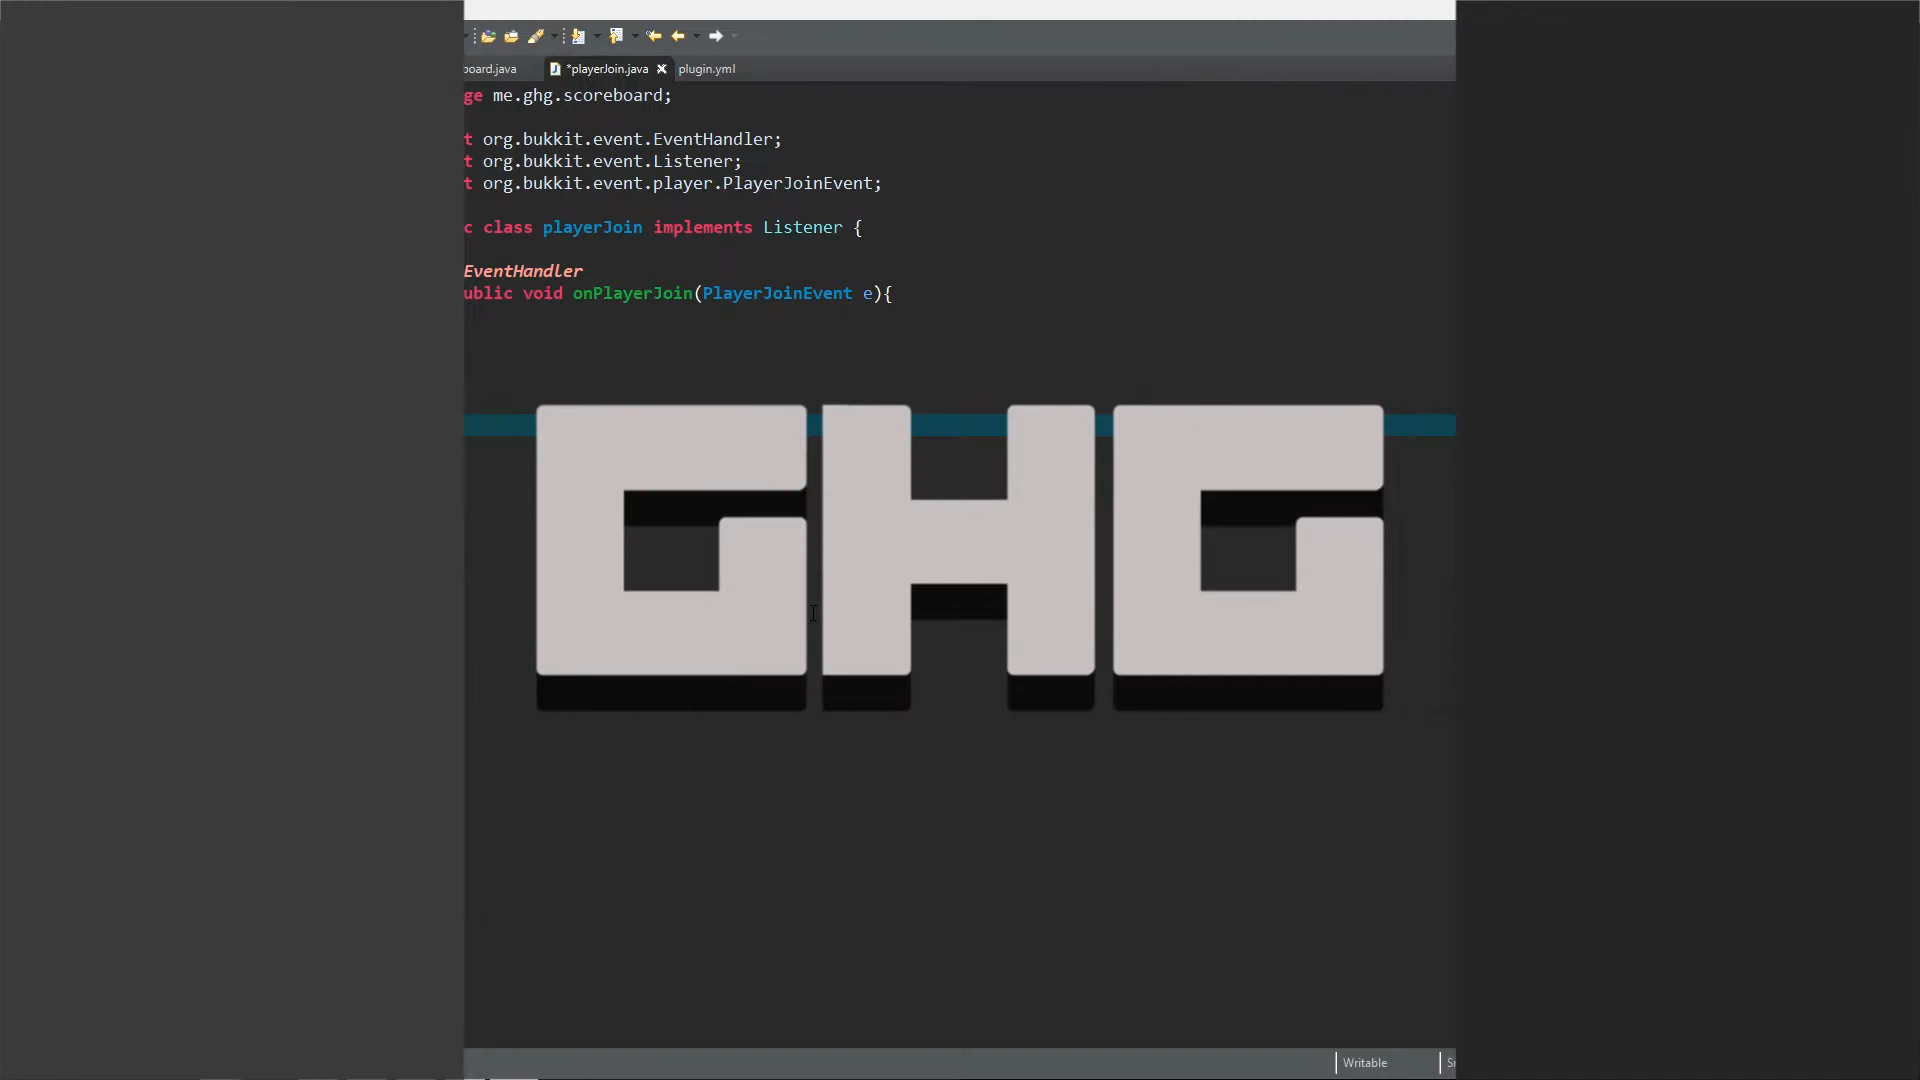 board.java *playerJoin.java plugin.yml
ge me.ghg.scoreboard;
t org.bukkit.event.EventHandler;
t org.bukkit.event.Listener;
t org.bukkit.event.player.PlayerJoinEvent;
c class playerJoin implements Listener {
EventHandler
ublic void onPlayerJoin(PlayerJoinEvent e){
GHG
Writable